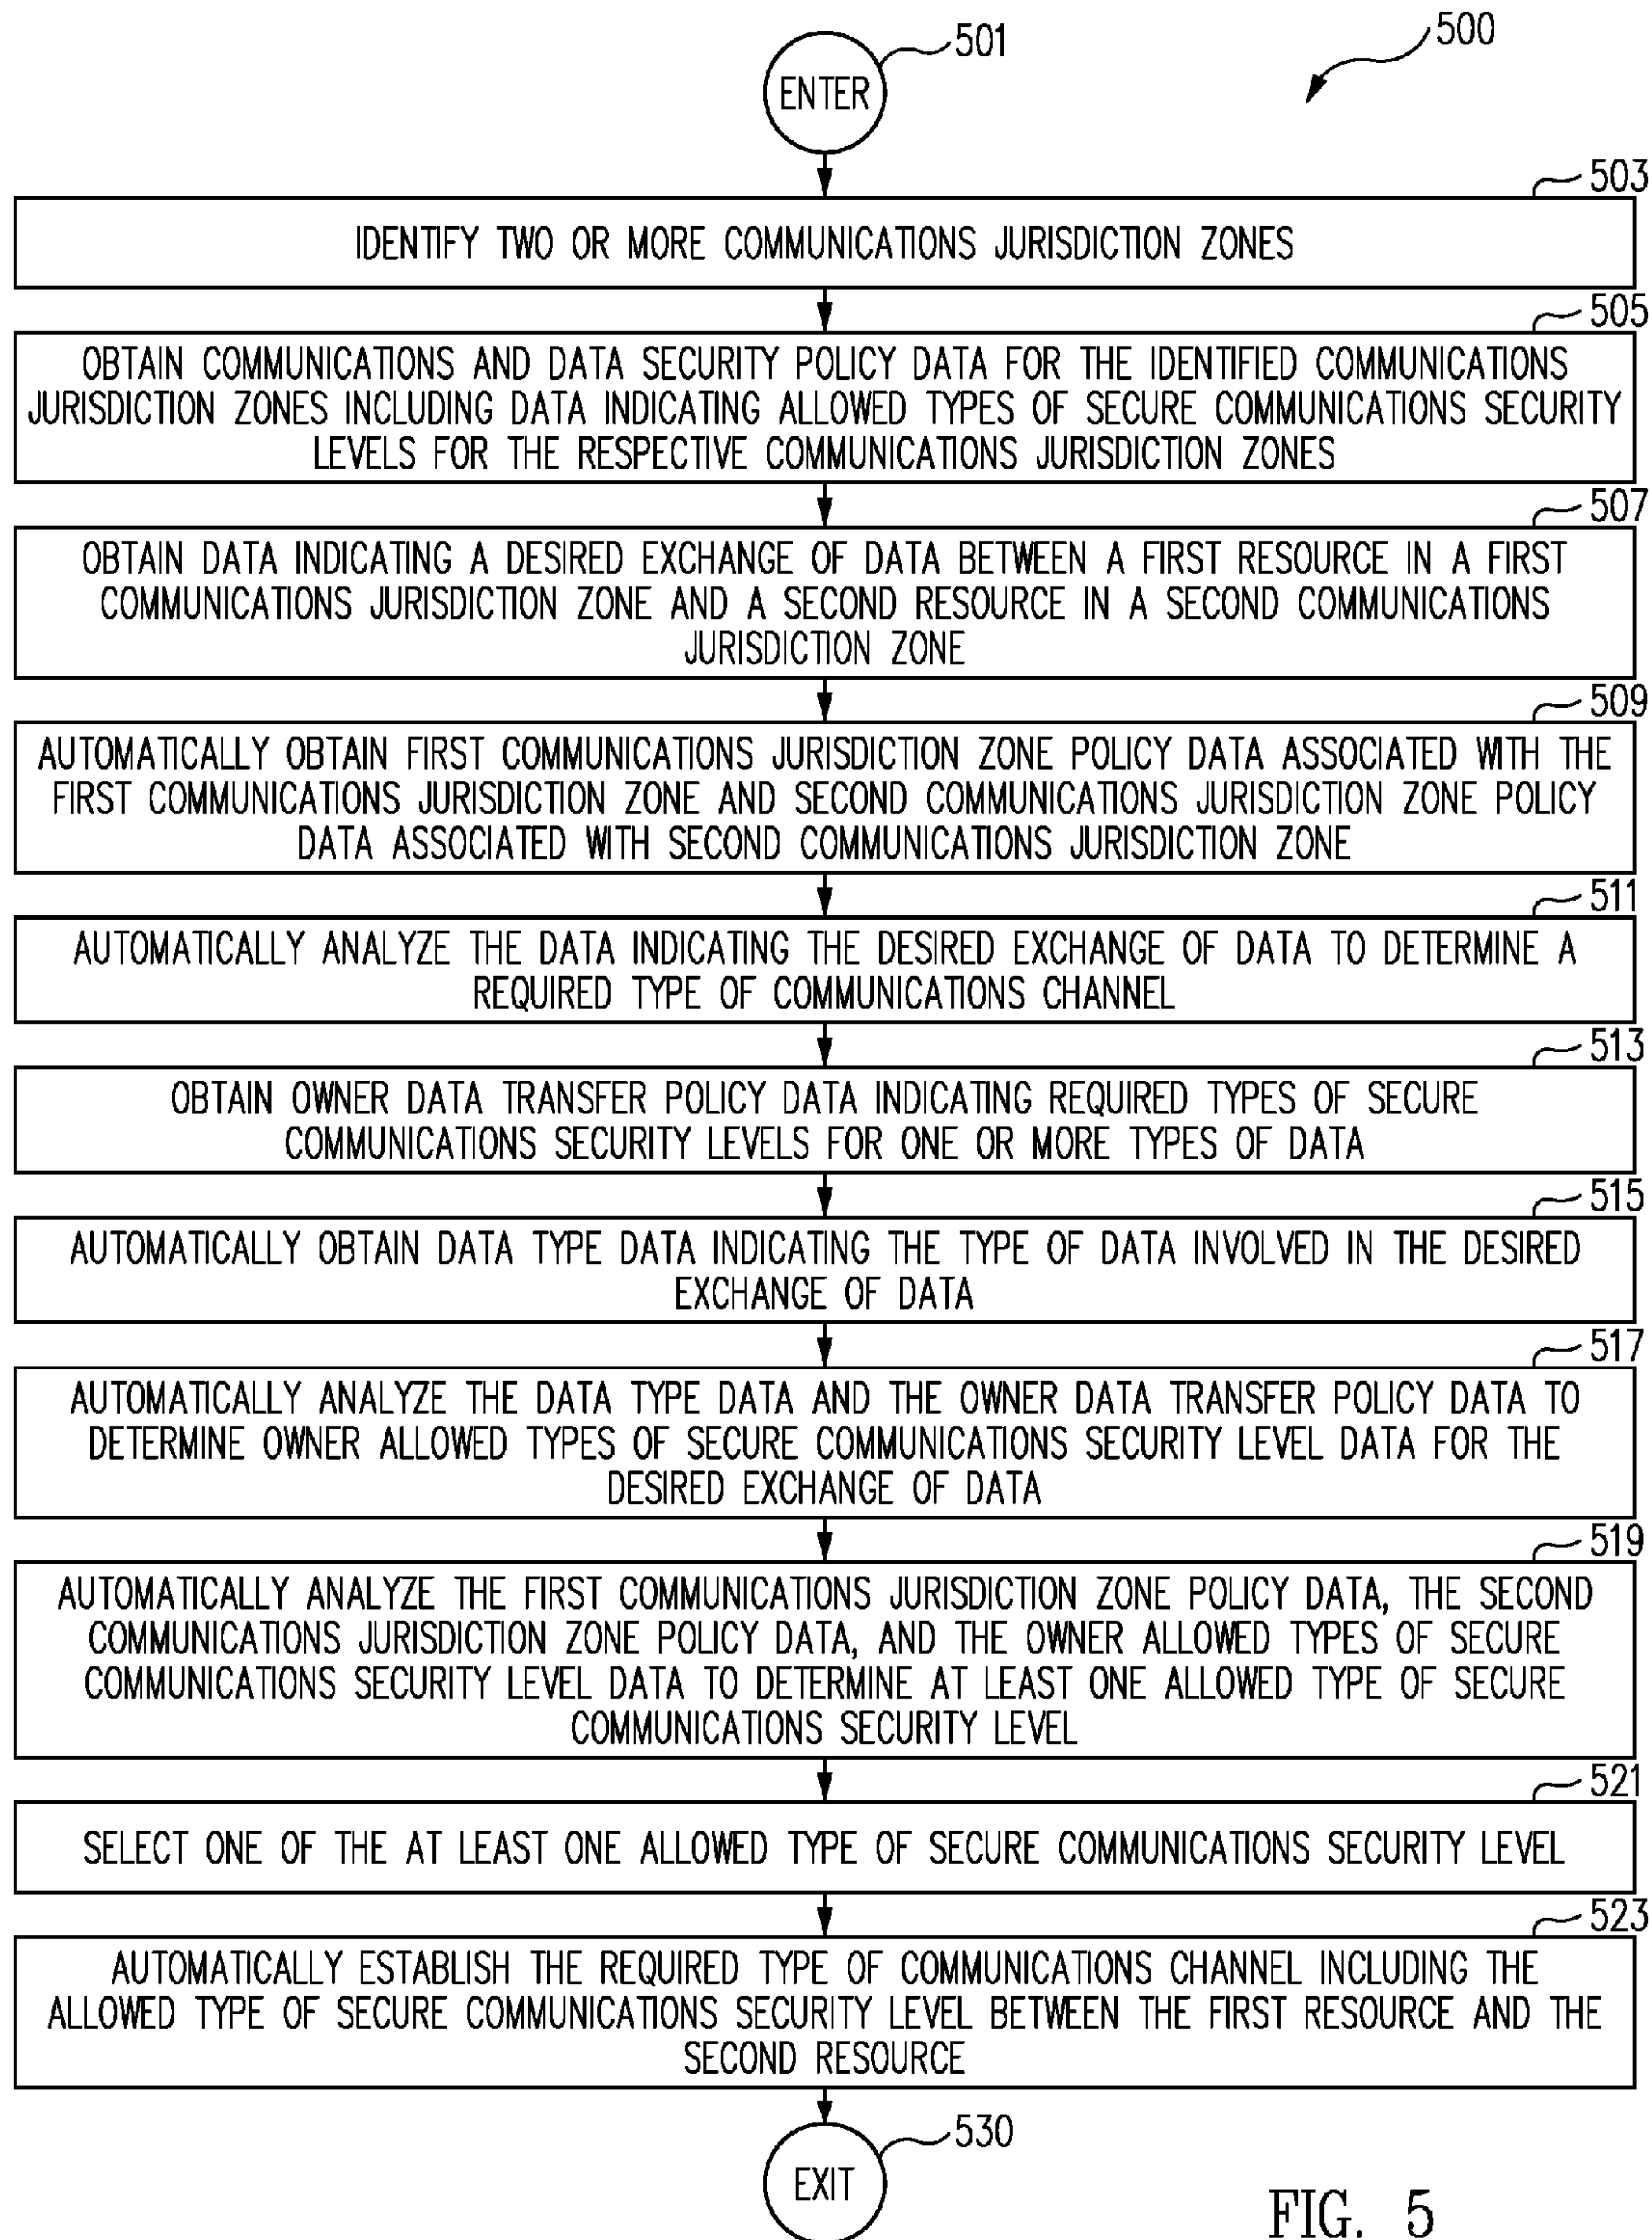 500
501
ENTER
503
IDENTIFY TWO OR MORE COMMUNICATIONS JURISDICTION ZONES
505
OBTAIN COMMUNICATIONS AND DATA SECURITY POLICY DATA FOR THE IDENTIFIED COMMUNICATIONS
JURISDICTION ZONES INCLUDING DATA INDICATING ALLOWED TYPES OF SECURE COMMUNICATIONS SECURITY
LEVELS FOR THE RESPECTIVE COMMUNICATIONS JURISDICTION ZONES
507
OBTAIN DATA INDICATING A DESIRED EXCHANGE OF DATA BETWEEN A FIRST RESOURCE IN A FIRST
COMMUNICATIONS JURISDICTION ZONE AND A SECOND RESOURCE IN A SECOND COMMUNICATIONS
JURISDICTION ZONE
509
AUTOMATICALLY OBTAIN FIRST COMMUNICATIONS JURISDICTION ZONE POLICY DATA ASSOCIATED WITH THE
FIRST COMMUNICATIONS JURISDICTION ZONE AND SECOND COMMUNICATIONS JURISDICTION ZONE POLICY
DATA ASSOCIATED WITH SECOND COMMUNICATIONS JURISDICTION ZONE
511
AUTOMATICALLY ANALYZE THE DATA INDICATING THE DESIRED EXCHANGE OF DATA TO DETERMINE A
REQUIRED TYPE OF COMMUNICATIONS CHANNEL
513
OBTAIN OWNER DATA TRANSFER POLICY DATA INDICATING REQUIRED TYPES OF SECURE
COMMUNICATIONS SECURITY LEVELS FOR ONE OR MORE TYPES OF DATA
515
AUTOMATICALLY OBTAIN DATA TYPE DATA INDICATING THE TYPE OF DATA INVOLVED IN THE DESIRED
EXCHANGE OF DATA
517
AUTOMATICALLY ANALYZE THE DATA TYPE DATA AND THE OWNER DATA TRANSFER POLICY DATA TO
DETERMINE OWNER ALLOWED TYPES OF SECURE COMMUNICATIONS SECURITY LEVEL DATA FOR THE
DESIRED EXCHANGE OF DATA
519
AUTOMATICALLY ANALYZE THE FIRST COMMUNICATIONS JURISDICTION ZONE POLICY DATA, THE SECOND
COMMUNICATIONS JURISDICTION ZONE POLICY DATA, AND THE OWNER ALLOWED TYPES OF SECURE
COMMUNICATIONS SECURITY LEVEL DATA TO DETERMINE AT LEAST ONE ALLOWED TYPE OF SECURE
COMMUNICATIONS SECURITY LEVEL
521
SELECT ONE OF THE AT LEAST ONE ALLOWED TYPE OF SECURE COMMUNICATIONS SECURITY LEVEL
523
AUTOMATICALLY ESTABLISH THE REQUIRED TYPE OF COMMUNICATIONS CHANNEL INCLUDING THE
ALLOWED TYPE OF SECURE COMMUNICATIONS SECURITY LEVEL BETWEEN THE FIRST RESOURCE AND THE
SECOND RESOURCE
530
EXIT
FIG. 5